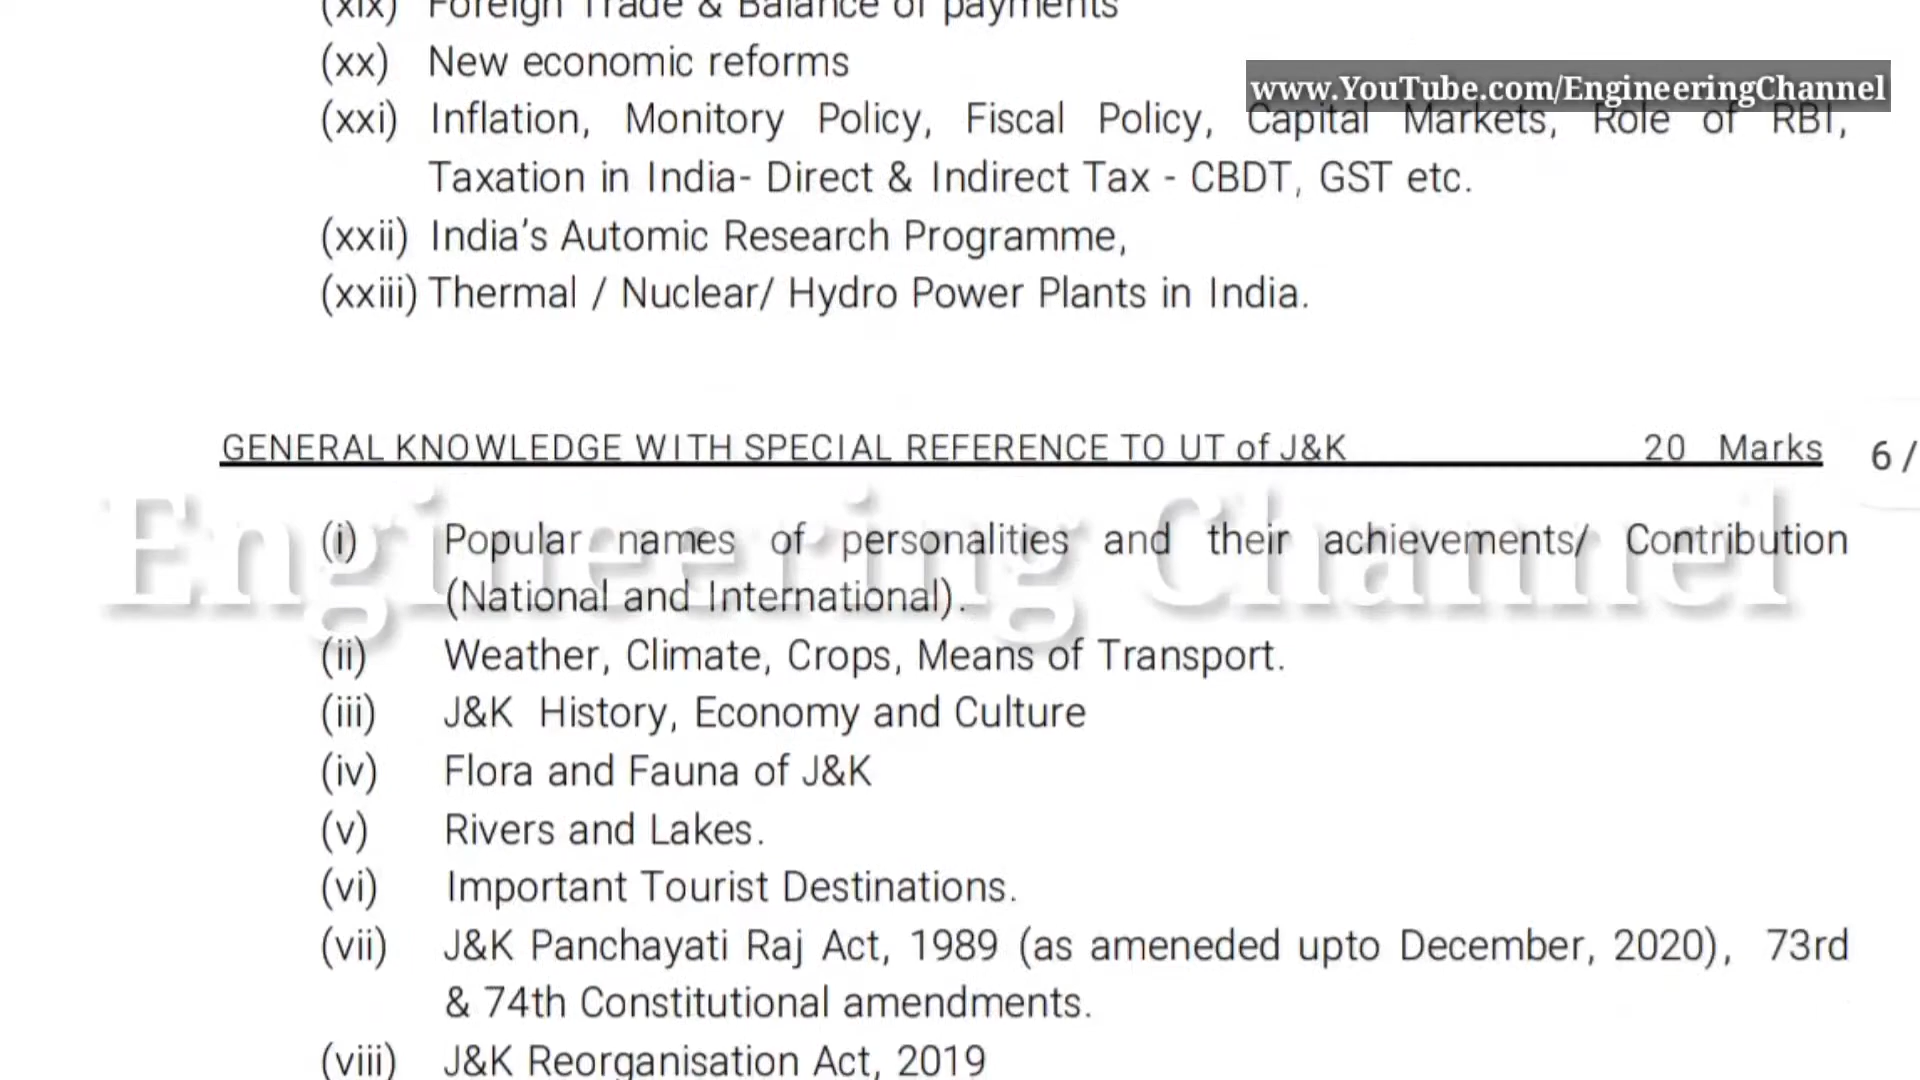 (xix) Foreign Trade & Balance of payments
(xx) New economic reforms
www.YouTube.com/EngineeringChannel
(xxi) Inflation, Monitory Policy, Fiscal Policy, Capital Markets, Role of RBI,
Taxation in India- Direct & Indirect Tax - CBDT, GST etc.
(xxii) India's Automic Research Programme,
(xxiii) Thermal / Nuclear/ Hydro Power Plants in India.
GENERAL KNOWLEDGE WITH SPECIAL REFERENCE TO UT of J&K 20 Marks
6 /
Engineering Channel
(i) Popular names of personalities and their achievements/ Contribution
(National and International).
(ii) Weather, Climate, Crops, Means of Transport.
(iii) J&K History, Economy and Culture
(iv) Flora and Fauna of J&K
(v) Rivers and Lakes.
(vi) Important Tourist Destinations.
(vii) J&K Panchayati Raj Act, 1989 (as ameneded upto December, 2020), 73rd
& 74th Constitutional amendments.
(viii) J&K Reorganisation Act, 2019